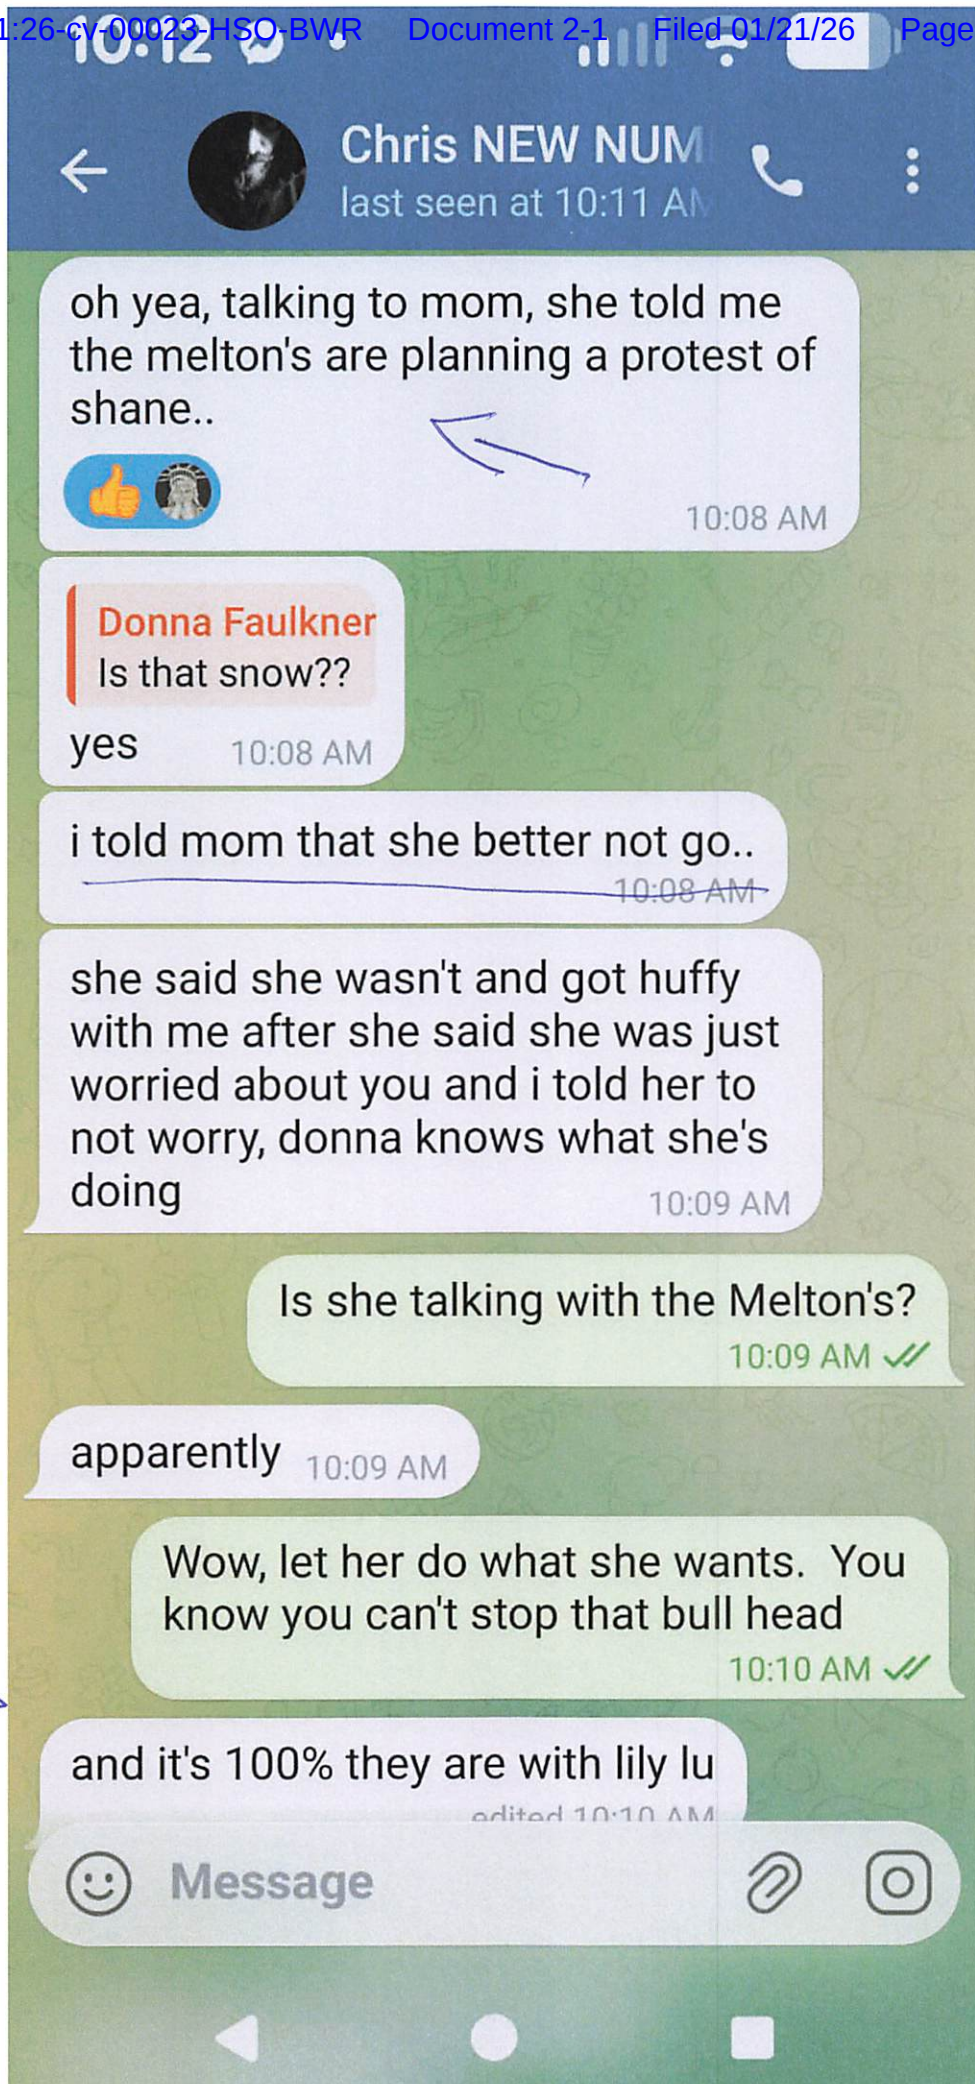 1:26-cv-00023-HSO-BWR Document 2-1 Filed 01/21/26 Page
10:12
Chris NEW NUM
last seen at 10:11 AM
oh yea, talking to mom, she told me
the melton's are planning a protest of
shane..
10:08 AM
Donna Faulkner
Is that snow??
yes 10:08 AM
i told mom that she better not go..
10:08 AM
she said she wasn't and got huffy
with me after she said she was just
worried about you and i told her to
not worry, donna knows what she's
doing 10:09 AM
Is she talking with the Melton's?
10:09 AM
apparently 10:09 AM
Wow, let her do what she wants.  You
know you can't stop that bull head
10:10 AM
and it's 100% they are with lily lu
edited 10:10 AM
Message